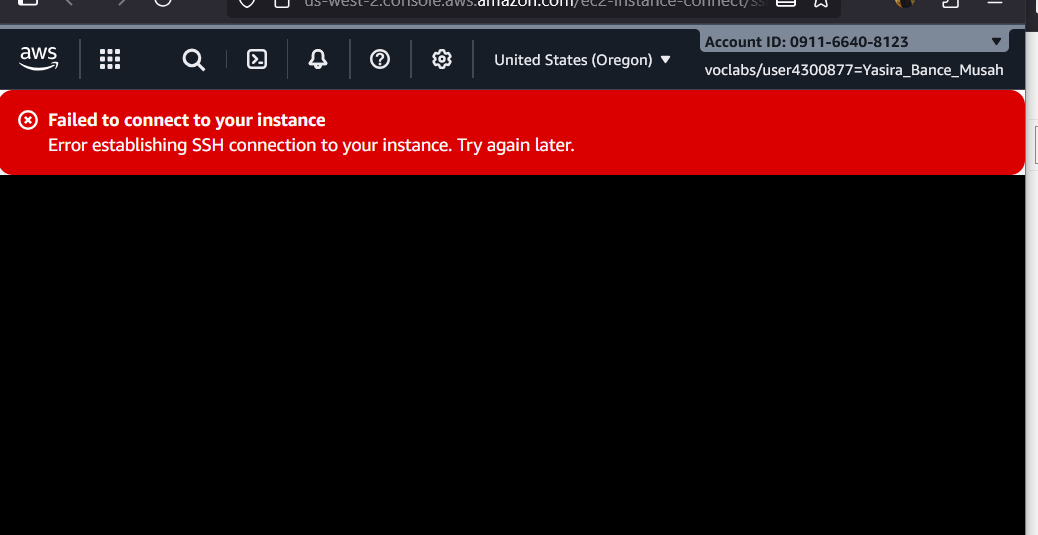 us-west-2.console.aws.amazon.com/ec2-instance-connect/ss
aws
United States (Oregon)
Account ID: 0911-6640-8123
voclabs/user4300877=Yasira_Bance_Musah
Failed to connect to your instance
Error establishing SSH connection to your instance. Try again later.